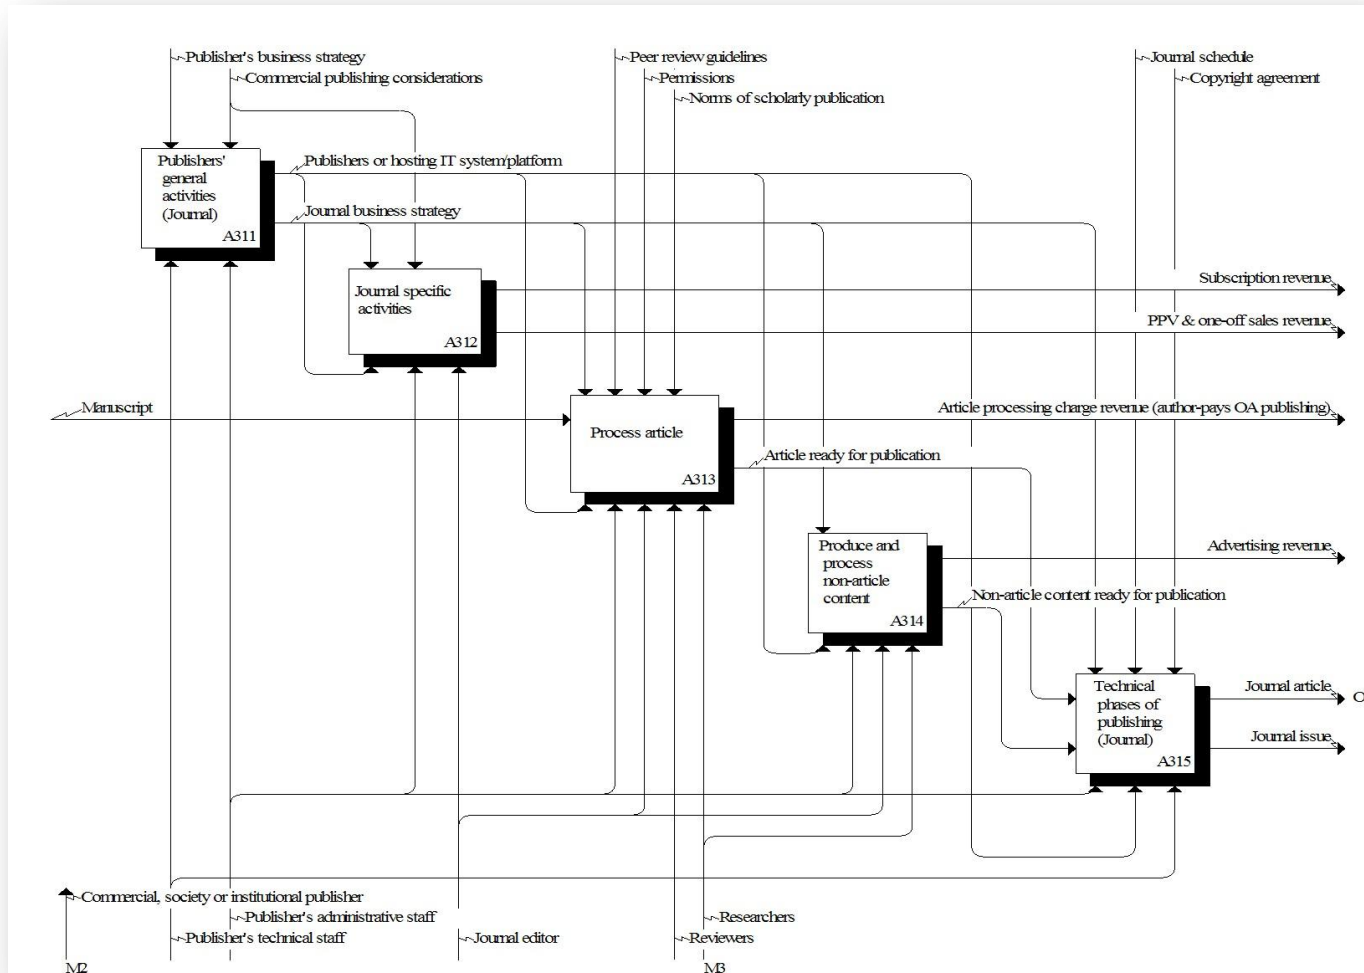 Publisher's business strategy
Commercial publishing considerations
Peer review guidelines
Permissions
Norms of scholarly publication
Journal schedule
Copyright agreement
Publishers'
general
activities
(Journal)
A311
Publishers or hosting IT system/platform
Journal business strategy
Journal specific
activities
A312
Subscription revenue
PPV & one-off sales revenue
Manuscript
Process article
A313
Article processing charge revenue (author-pays OA publishing)
Article ready for publication
Produce and
process
non-article
content
A314
Advertising revenue
Non-article content ready for publication
Technical
phases of
publishing
(Journal)
A315
Journal article
O
Journal issue
Commercial, society or institutional publisher
Publisher's administrative staff
Publisher's technical staff
Journal editor
Researchers
Reviewers
M2
M3